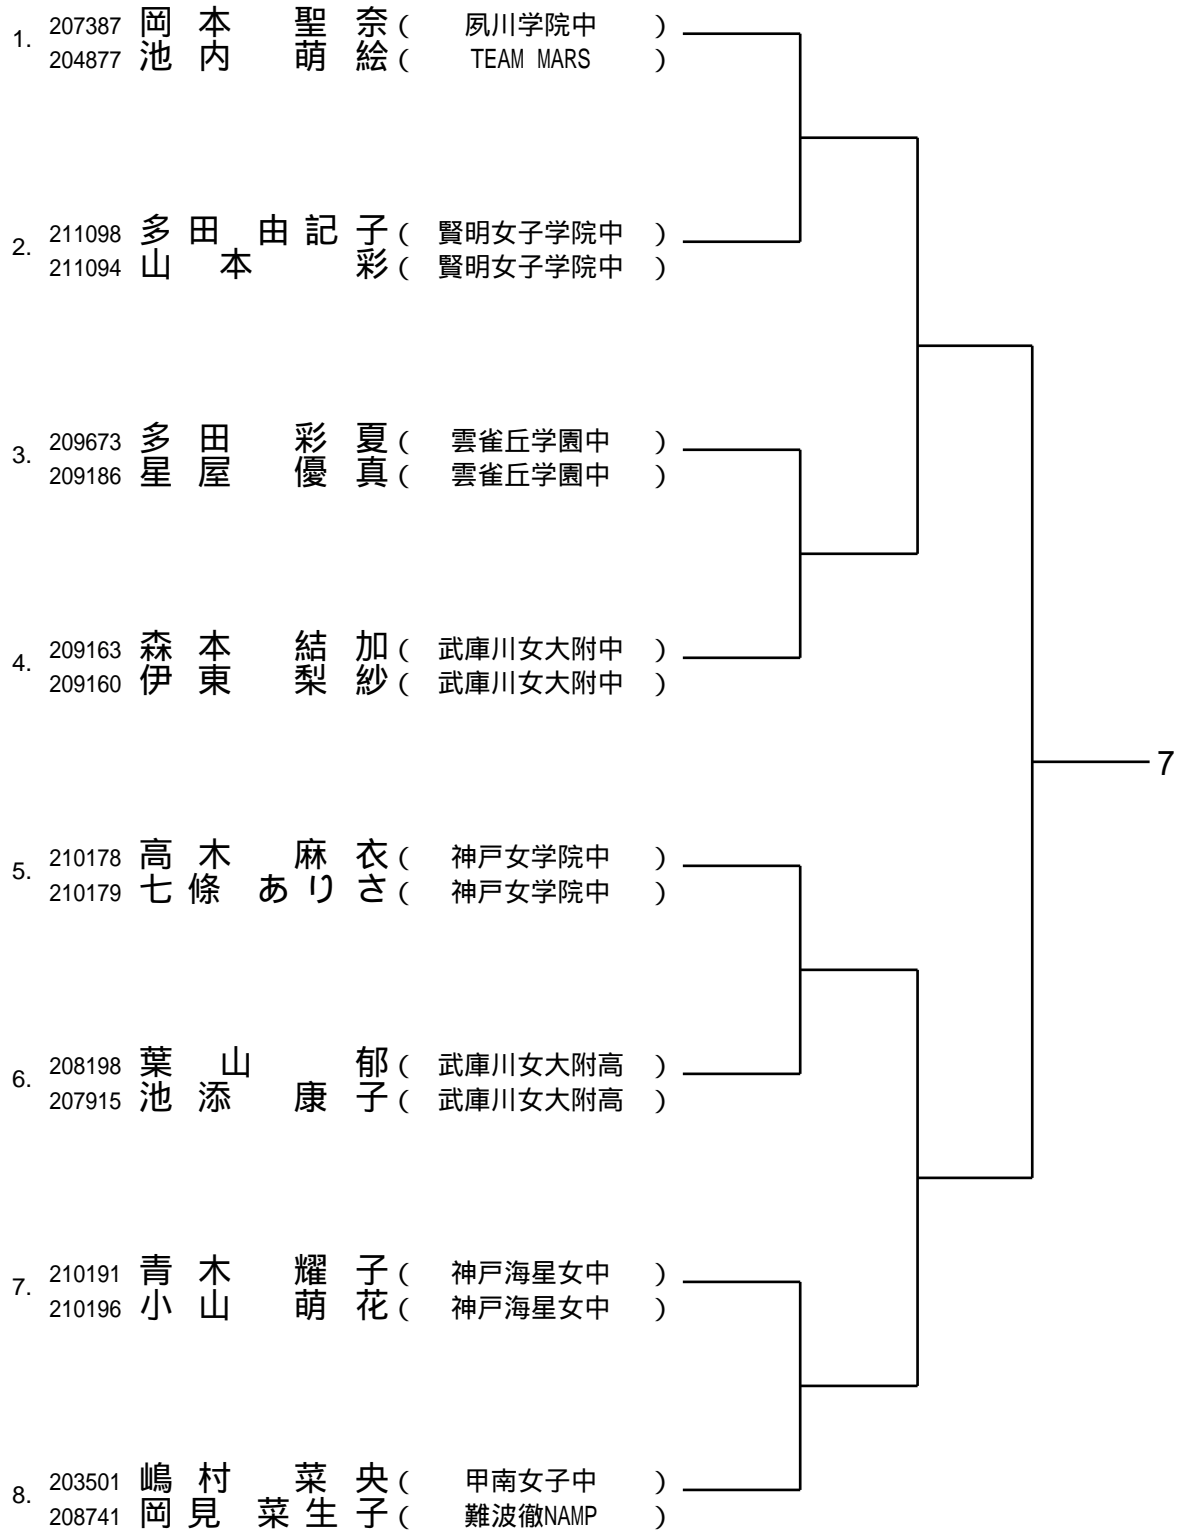 1. 207387 岡本 聖奈 ( 夙川学院中 )
204877 池内 萌絵 ( TEAM MARS )
2. 211098 多田 由記子 ( 賢明女子学院中 )
211094 山本 彩 ( 賢明女子学院中 )
3. 209673 多田 彩夏 ( 雲雀丘学園中 )
209186 星屋 優真 ( 雲雀丘学園中 )
4. 209163 森本 結加 ( 武庫川女大附中 )
209160 伊東 梨紗 ( 武庫川女大附中 )
7
5. 210178 高木 麻衣 ( 神戸女学院中 )
210179 七條 ありさ ( 神戸女学院中 )
6. 208198 葉山 郁 ( 武庫川女大附高 )
207915 池添 康子 ( 武庫川女大附高 )
7. 210191 青木 耀子 ( 神戸海星女中 )
210196 小山 萌花 ( 神戸海星女中 )
8. 203501 嶋村 菜央 ( 甲南女子中 )
208741 岡見 菜生子 ( 難波徹NAMP )